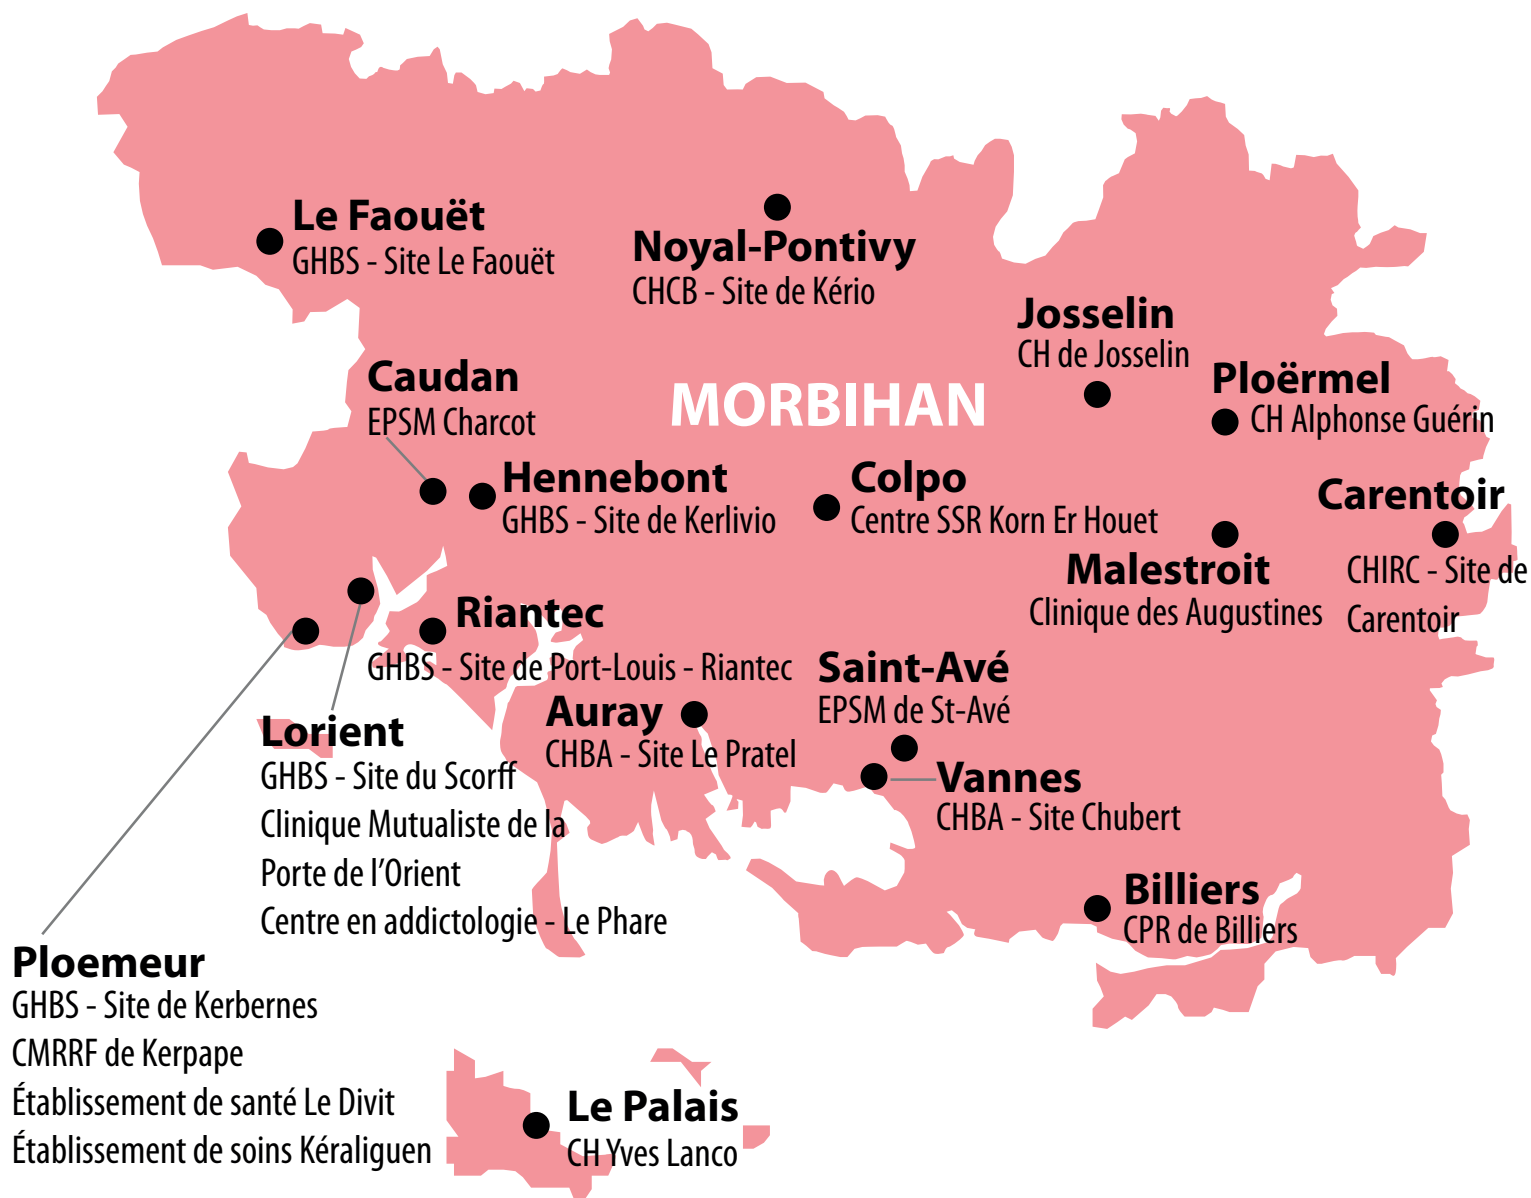 Le Faouët
GHBS - Site Le Faouët
Noyal-Pontivy
CHCB - Site de Kério
Josselin
CH de Josselin
Ploërmel
CH Alphonse Guérin
Caudan
EPSM Charcot
MORBIHAN
Hennebont
GHBS - Site de Kerlivio
Colpo
Centre SSR Korn Er Houet
Carentoir
CHIRC - Site de
Carentoir
Malestroit
Clinique des Augustines
Riantec
GHBS - Site de Port-Louis - Riantec
Saint-Avé
EPSM de St-Avé
Auray
CHBA - Site Le Pratel
Vannes
CHBA - Site Chubert
Lorient
GHBS - Site du Scorff
Clinique Mutualiste de la
Porte de l’Orient
Centre en addictologie - Le Phare
Billiers
CPR de Billiers
Ploemeur
GHBS - Site de Kerbernes
CMRRF de Kerpape
Établissement de santé Le Divit
Établissement de soins Kéraliguen
Le Palais
CH Yves Lanco